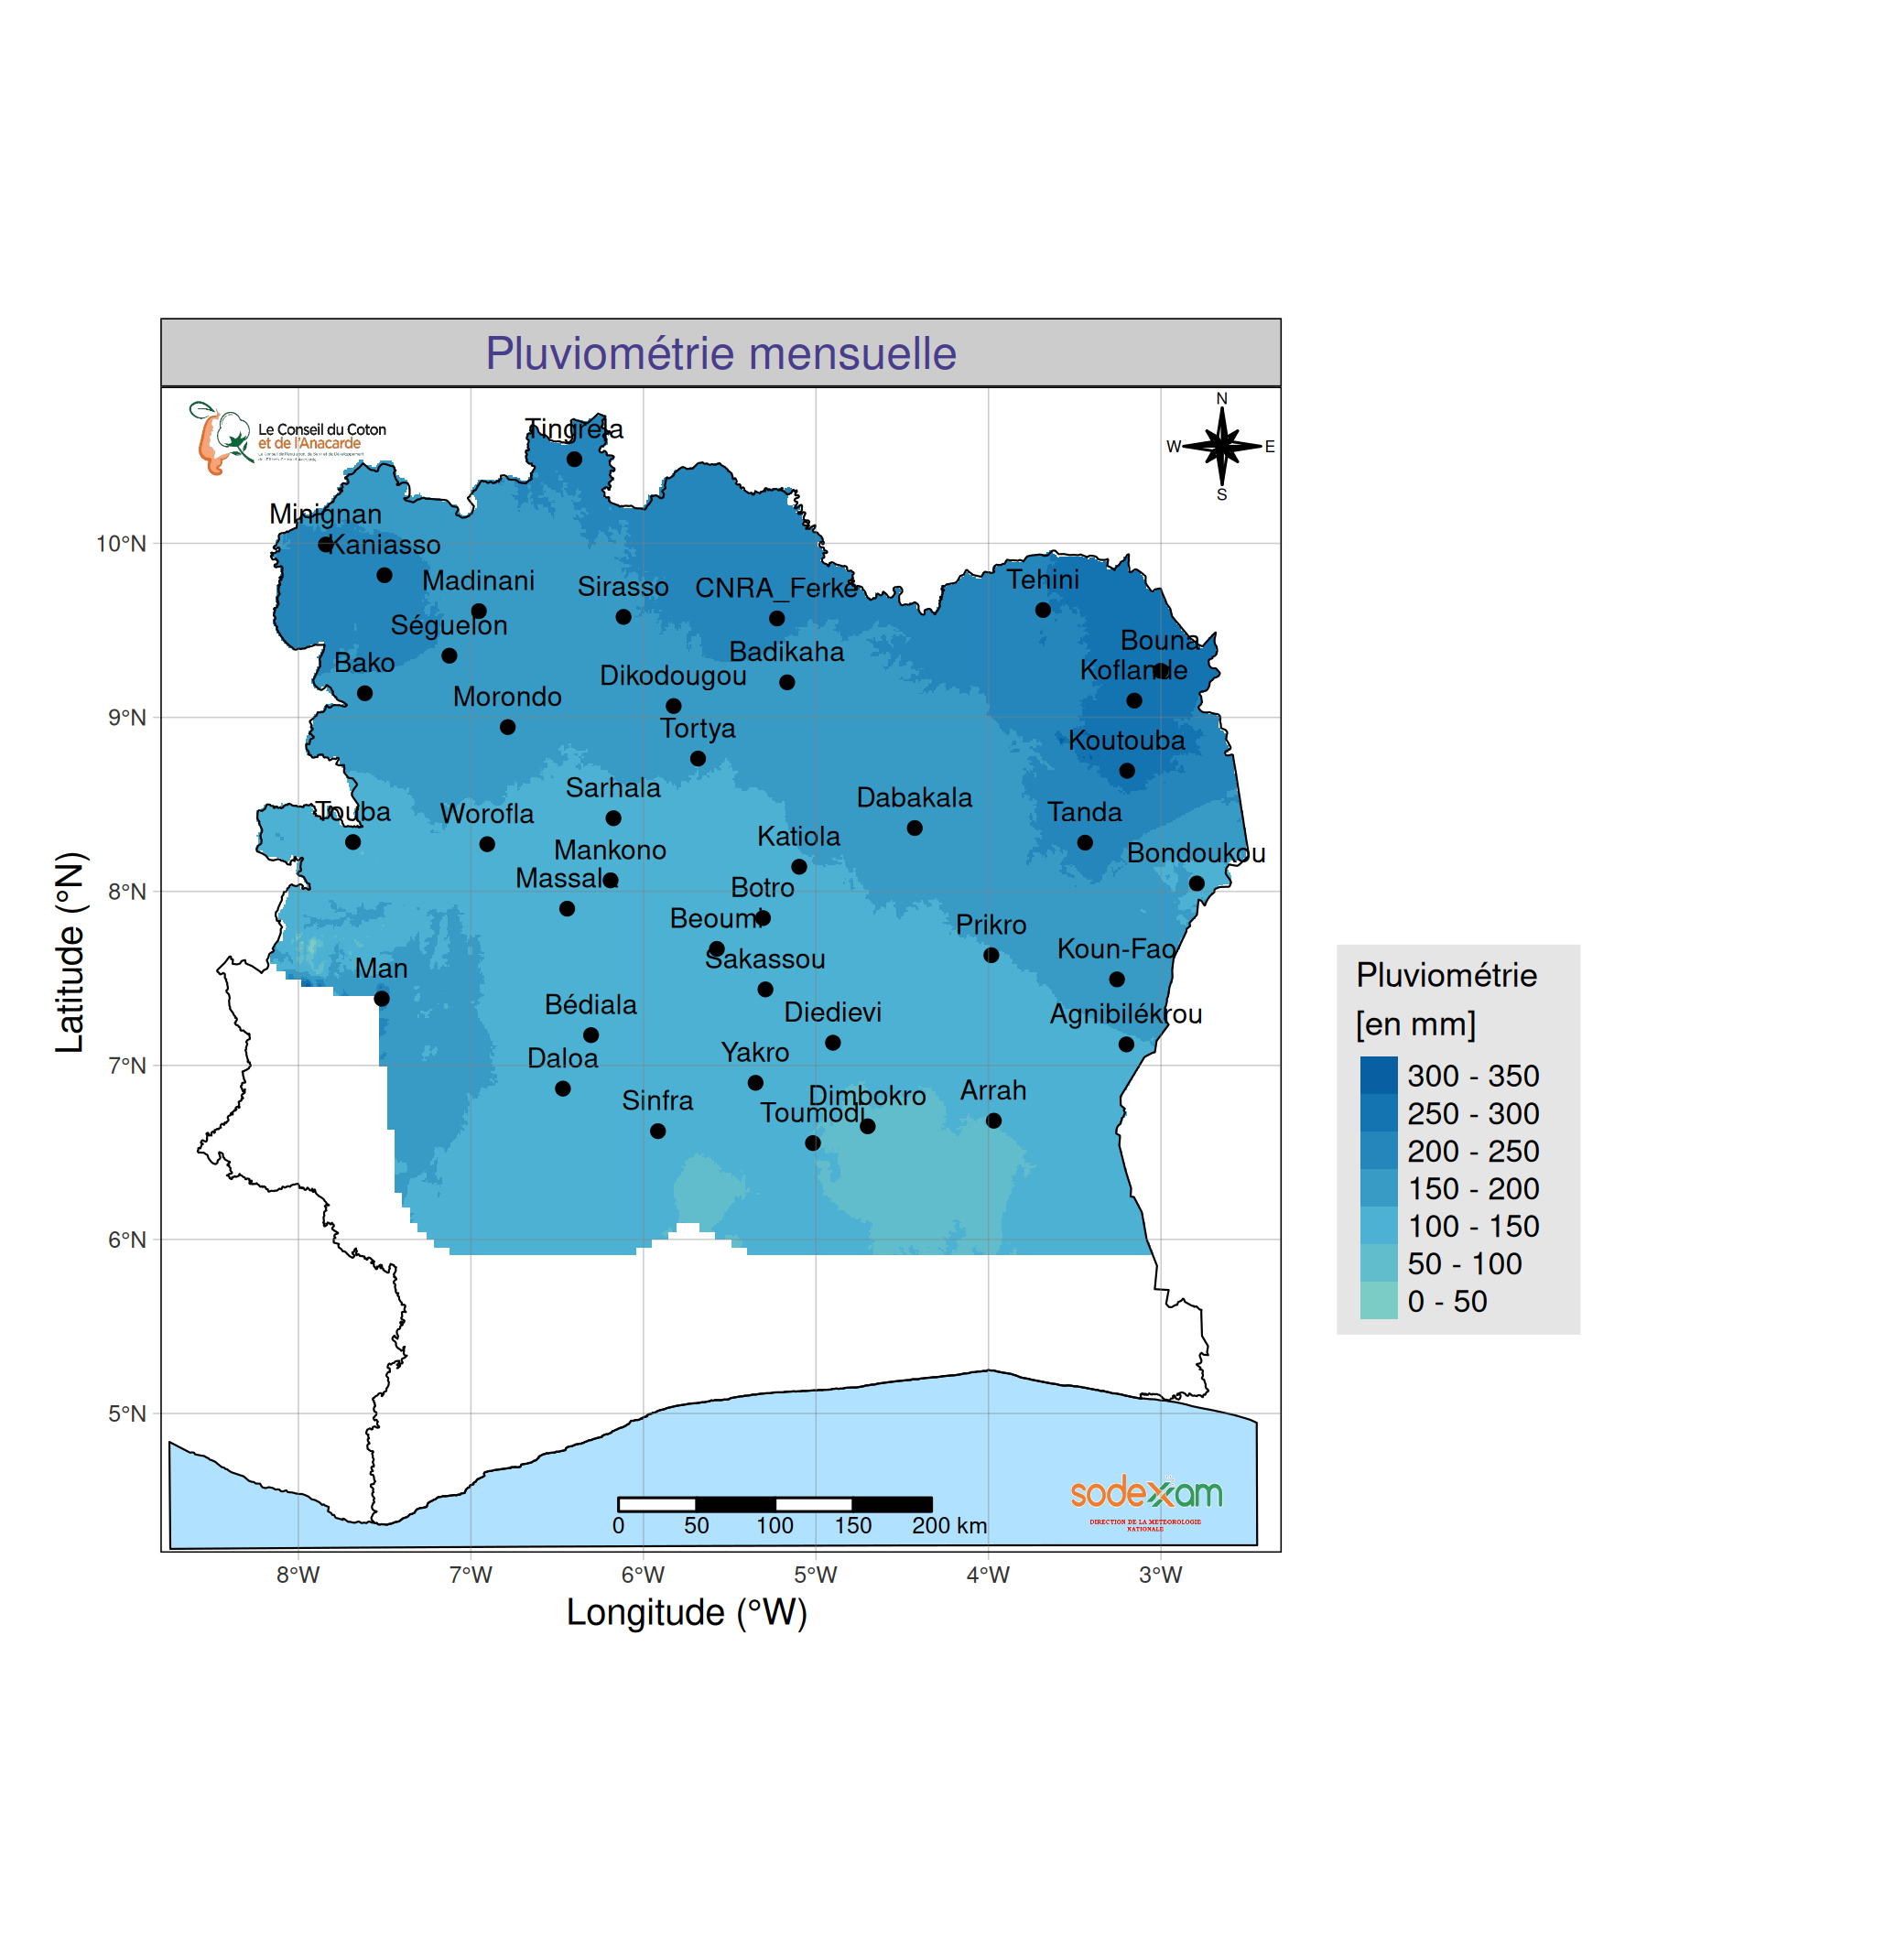 Pluviométrie mensuelle
Le Conseil du Coton
et de l'Anacarde
N
W
E
S
Tingrela
Minignan
Kaniasso
Madinani
Sirasso
CNRA_Ferke
Tehini
Séguelon
Bouna
Bako
Badikaha
Koflande
Dikodougou
Morondo
Tortya
Koutouba
Sarhala
Dabakala
Touba
Worofla
Tanda
Katiola
Mankono
Bondoukou
Massala
Botro
Beoumi
Prikro
Koun-Fao
Sakassou
Man
Bédiala
Diedievi
Agnibilékrou
Daloa
Yakro
Sinfra
Dimbokro
Arrah
Toumodi
10°N
9°N
8°N
7°N
6°N
5°N
Latitude (°N)
8°W
7°W
6°W
5°W
4°W
3°W
Longitude (°W)
0
50
100
150
200 km
sodexam
DIRECTION DE LA METEOROLOGIE
NATIONALE
Pluviométrie
[en mm]
300 - 350
250 - 300
200 - 250
150 - 200
100 - 150
50 - 100
0 - 50